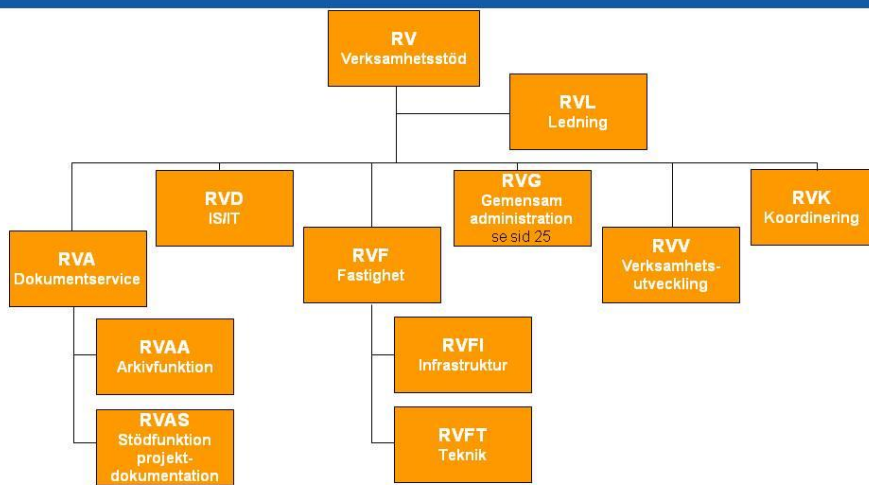 RV
Verksamhetsstöd
RVL
Ledning
RVD
IS/IT
RVG
Gemensam
administration
se sid 25
RVK
Koordinering
RVA
Dokumentservice
RVF
Fastighet
RVV
Verksamhets-
utveckling
RVAA
Arkivfunktion
RVFI
Infrastruktur
RVAS
Stödfunktion
projekt-
dokumentation
RVFT
Teknik